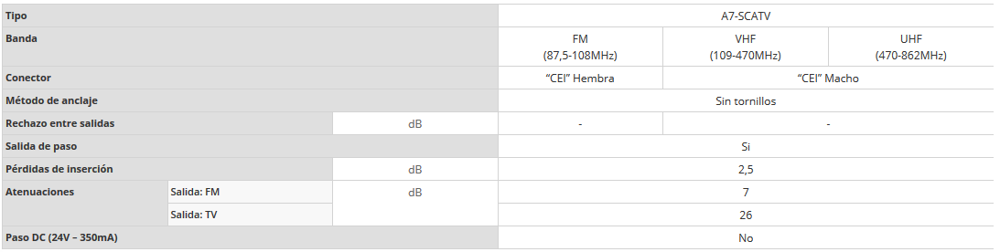 Tipo A7-SCATV
Banda FM VHF UHF
(87,5-108MHz) (109-470MHz) (470-862MHz)
Conector “CEI” Hembra “CEI” Macho
Método de anclaje Sin tornillos
Rechazo entre salidas dB - -
Salida de paso Si
Pérdidas de inserción dB 2,5
Atenuaciones Salida: FM dB 7
Salida: TV 26
Paso DC (24V – 350mA) No